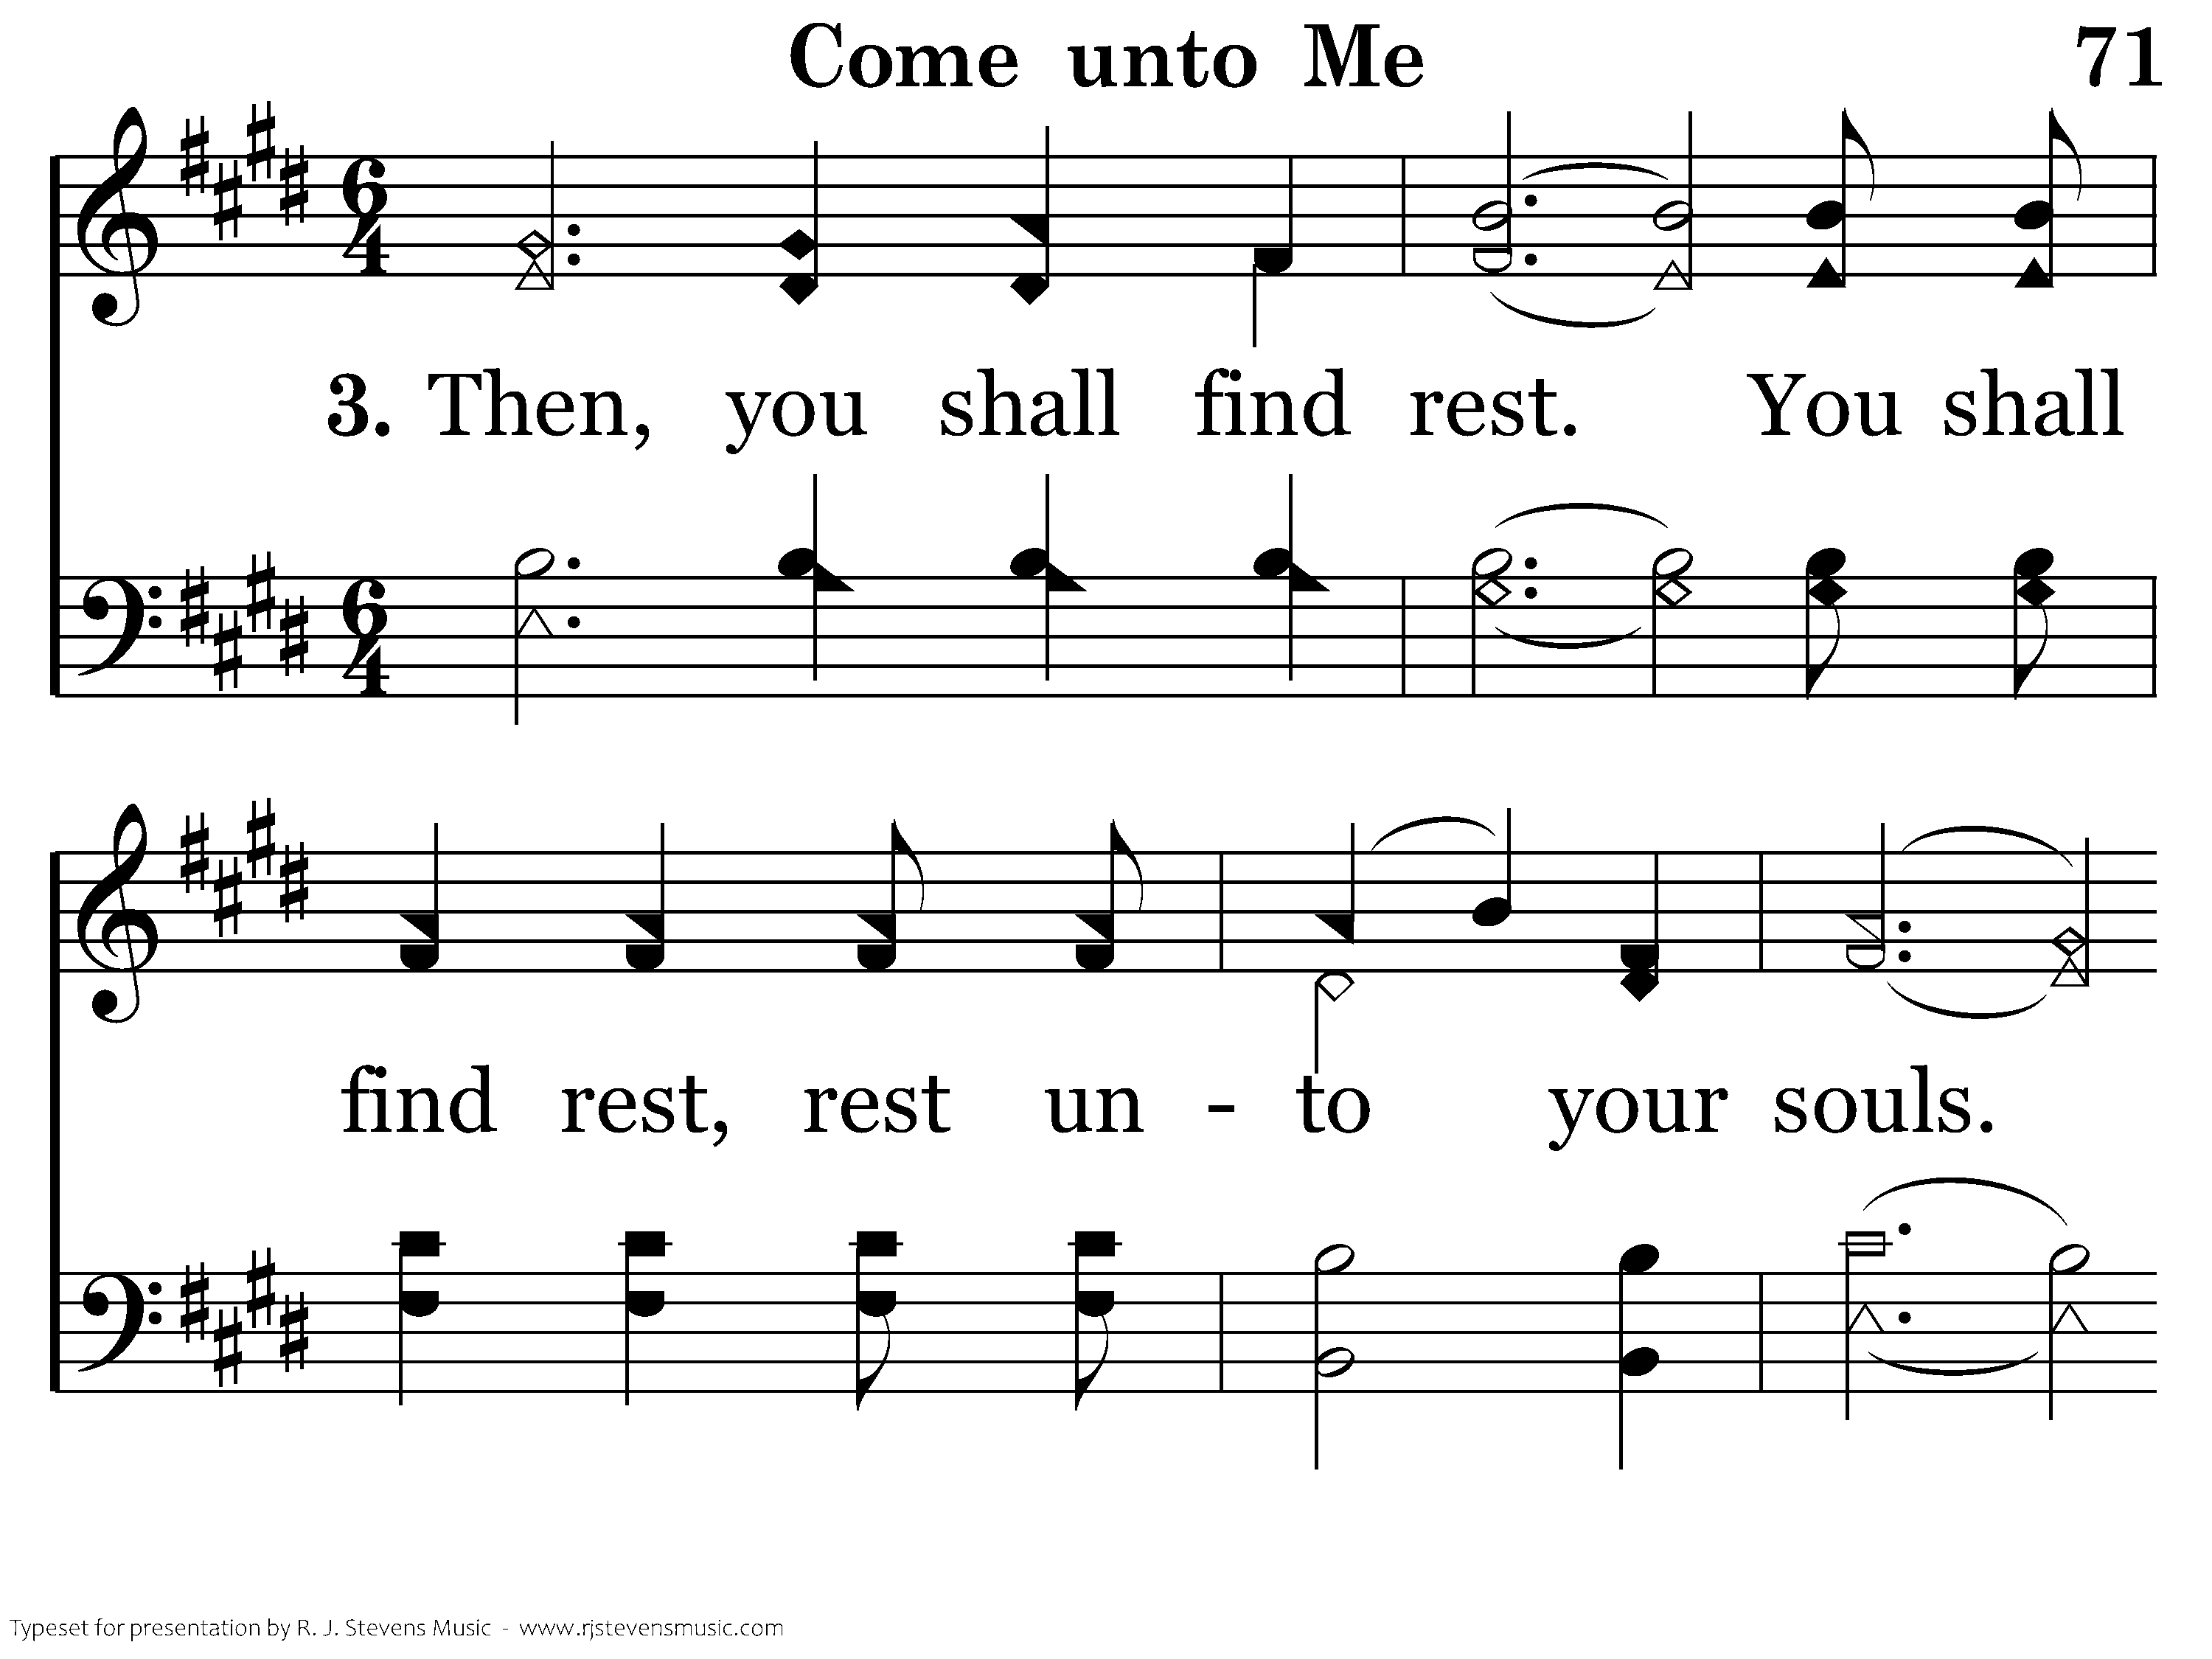 Come unto Me 71
3. Then, you shall find rest. You shall
find rest, rest un - to your souls.
Typeset for presentation by R. J. Stevens Music - www.rjstevensmusic.com